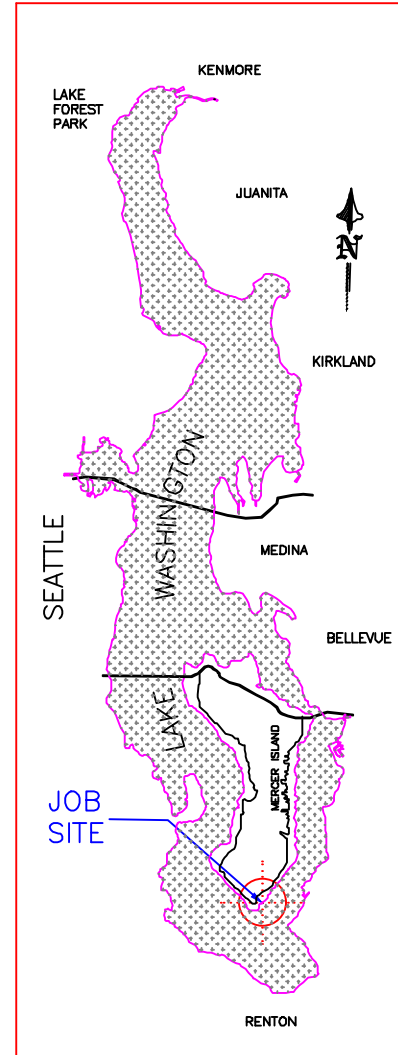 KENMORE
LAKE
FOREST
PARK
JUANITA
N
KIRKLAND
WASHINGTON
SEATTLE
MEDINA
BELLEVUE
LAKE
MERCER ISLAND
JOB
SITE
RENTON